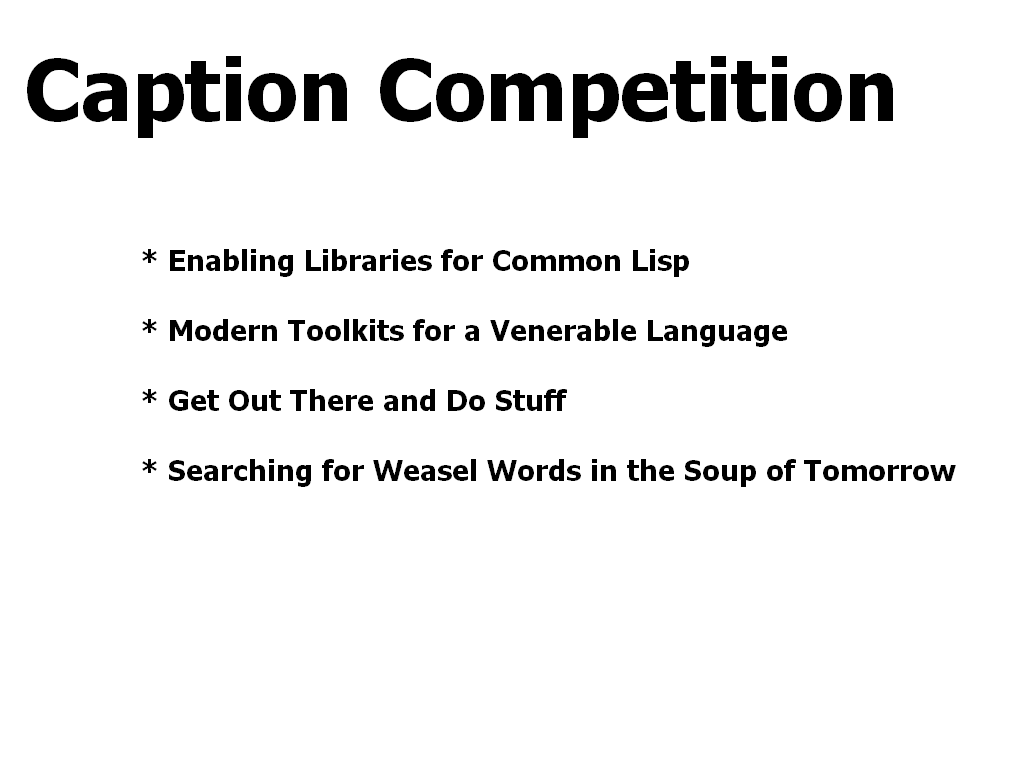 Caption Competition
* Enabling Libraries for Common Lisp
* Modern Toolkits for a Venerable Language
* Get Out There and Do Stuff
* Searching for Weasel Words in the Soup of Tomorrow